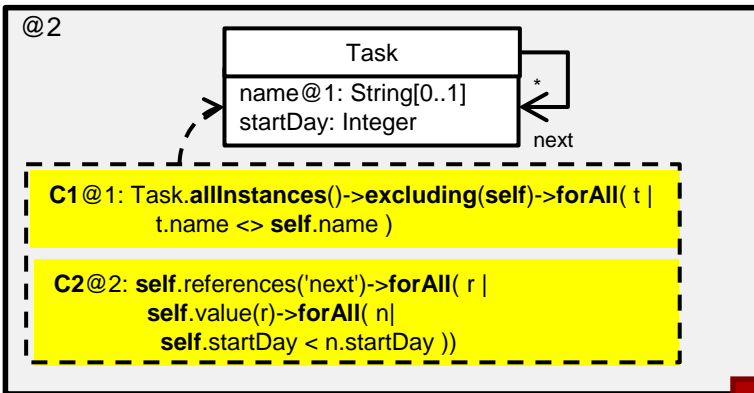 @2
Task
name@1: String[0..1]
startDay: Integer
*
next
C1@1: Task.allInstances()->excluding(self)->forAll( t |
t.name <> self.name )
C2@2: self.references('next')->forAll( r |
self.value(r)->forAll( n|
self.startDay < n.startDay ))